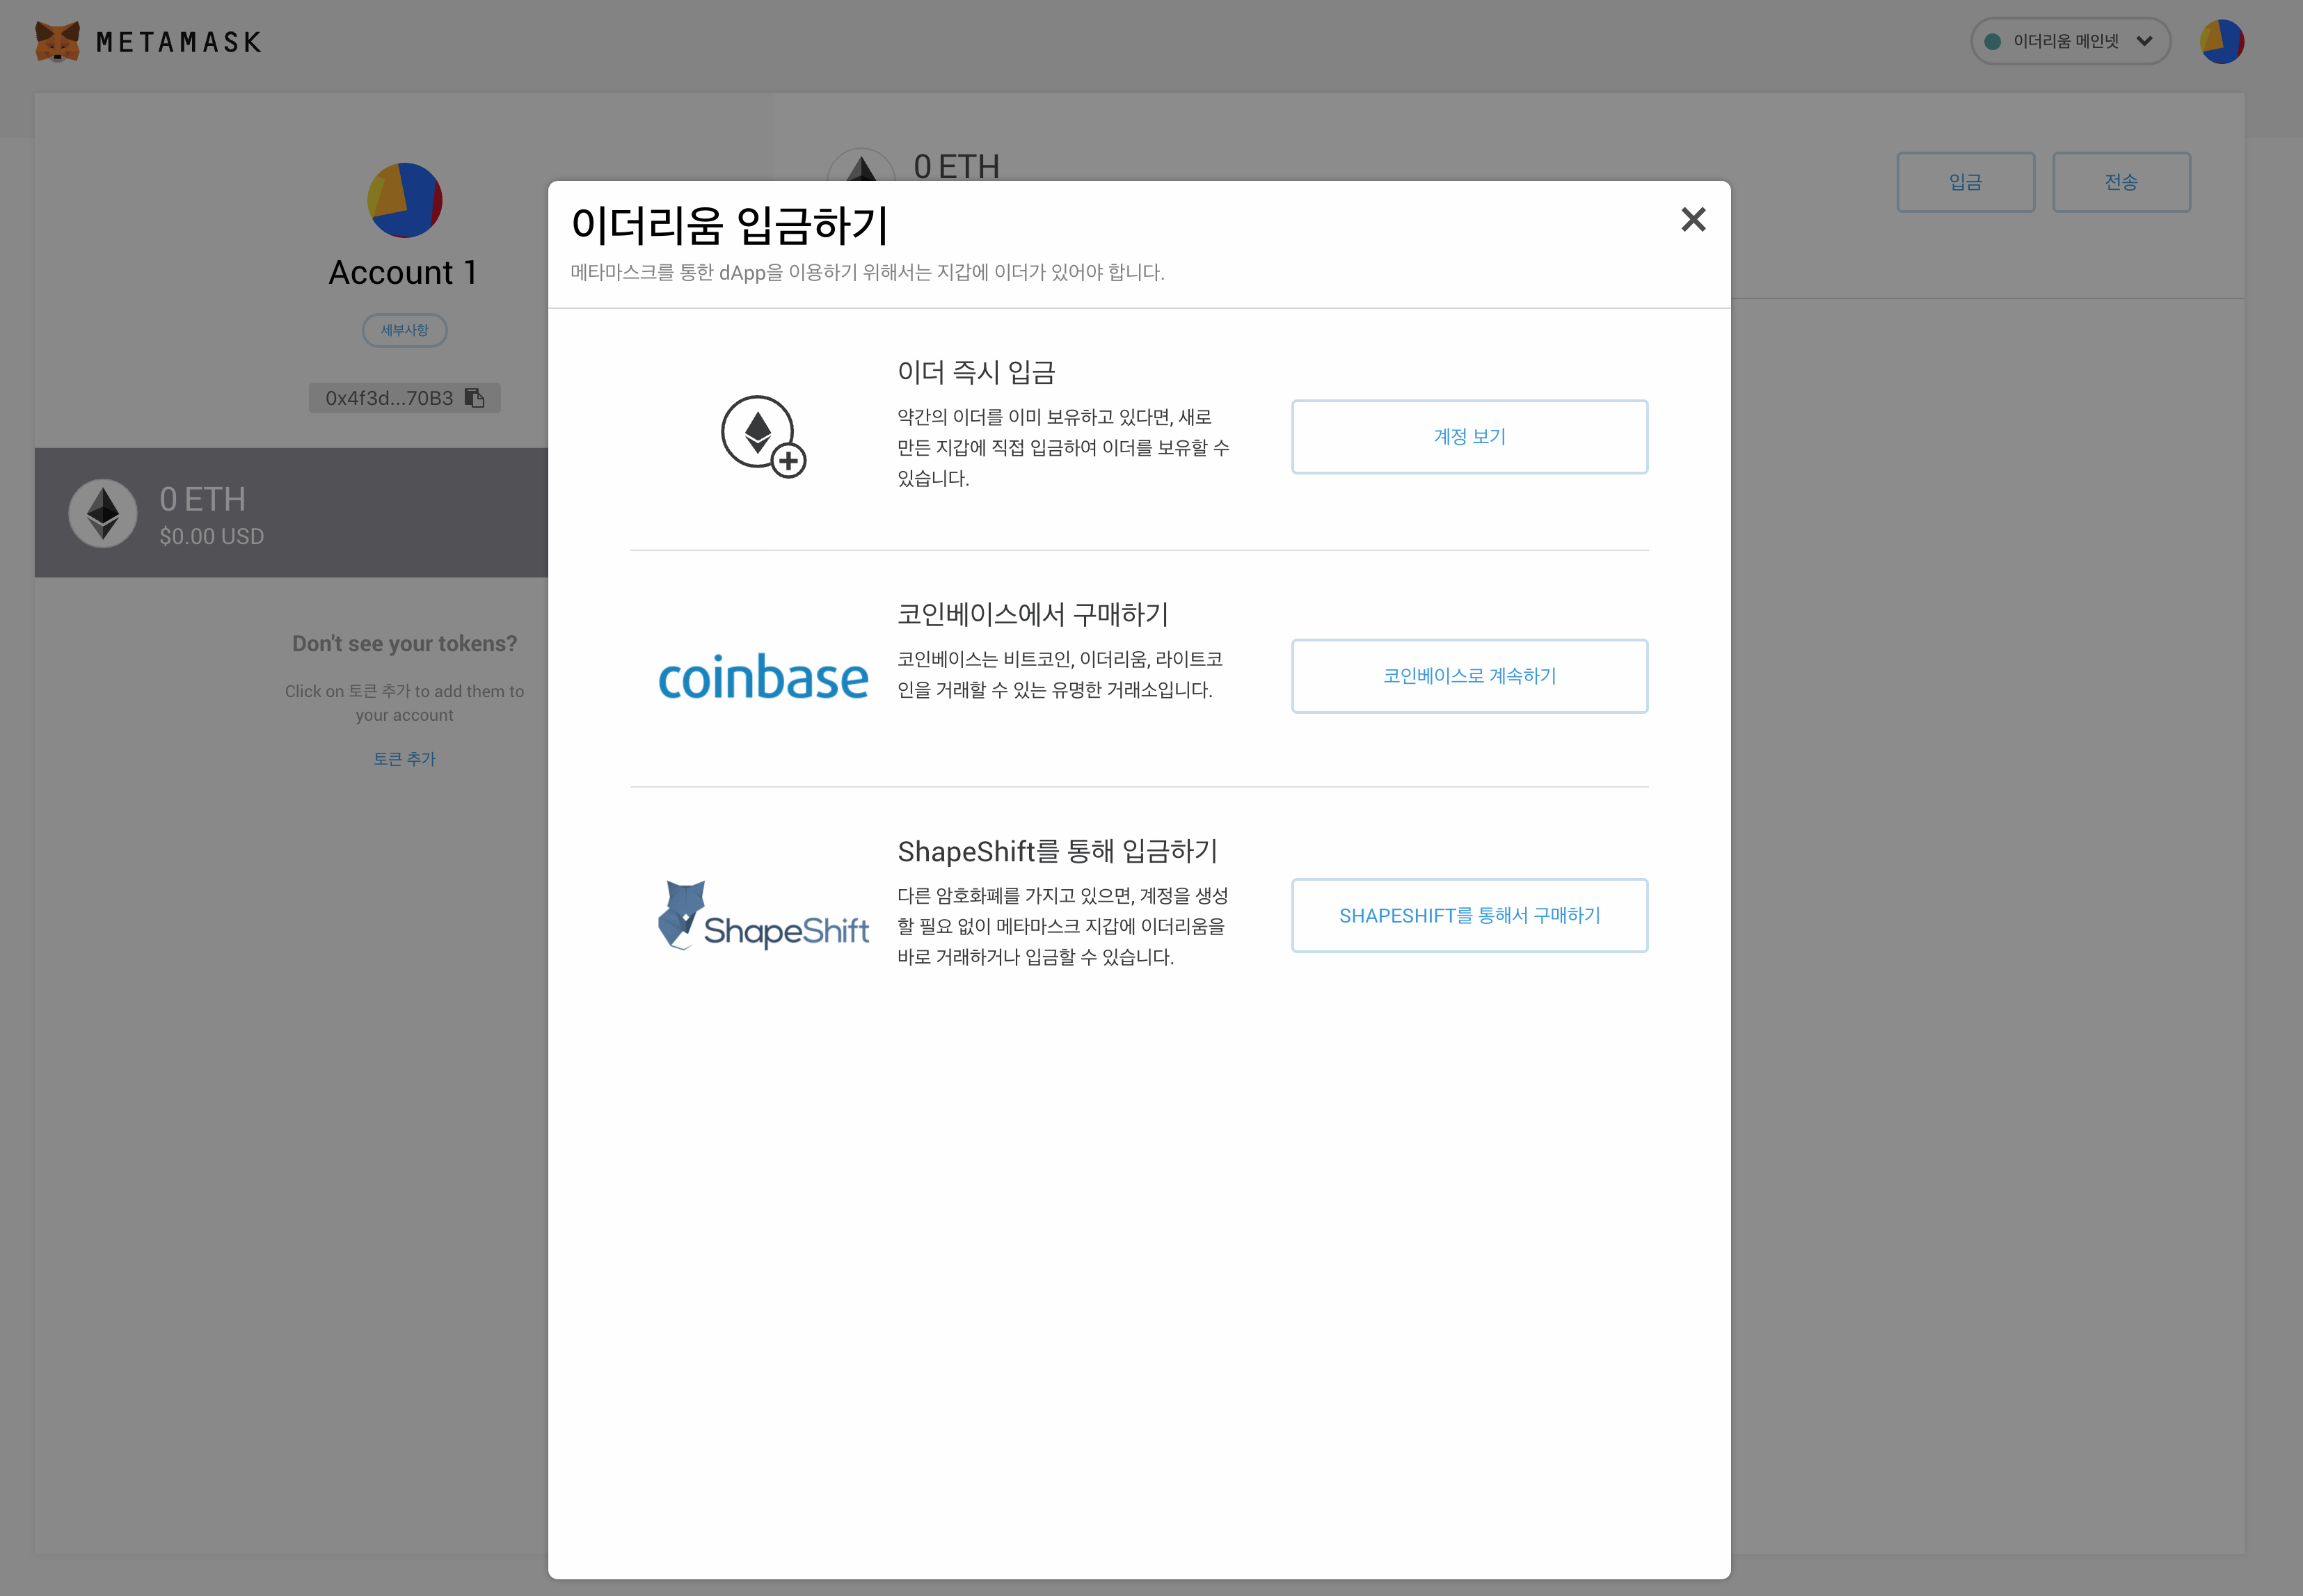 METAMASK
이더리움 메인넷
Account 1
세부사항
0x4f3d...70B3
0 ETH
$0.00 USD
Don't see your tokens?
Click on 토큰 추가 to add them to
your account
토큰 추가
0 ETH
입금
전송
이더리움 입금하기
메타마스크를 통한 dApp을 이용하기 위해서는 지갑에 이더가 있어야 합니다.
이더 즉시 입금
약간의 이더를 이미 보유하고 있다면, 새로
만든 지갑에 직접 입금하여 이더를 보유할 수
있습니다.
계정 보기
coinbase
코인베이스에서 구매하기
코인베이스는 비트코인, 이더리움, 라이트코
인을 거래할 수 있는 유명한 거래소입니다.
코인베이스로 계속하기
ShapeShift
ShapeShift를 통해 입금하기
다른 암호화폐를 가지고 있으면, 계정을 생성
할 필요 없이 메타마스크 지갑에 이더리움을
바로 거래하거나 입금할 수 있습니다.
SHAPESHIFT를 통해서 구매하기